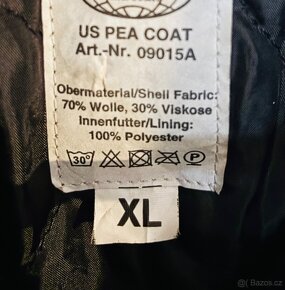 US PEA COAT
Art.-Nr. 09015A
Obermaterial/Shell Fabric:
70% Wolle, 30% Viskose
Innenfutter/Lining:
100% Polyester
30° P
XL
Bazos.cz